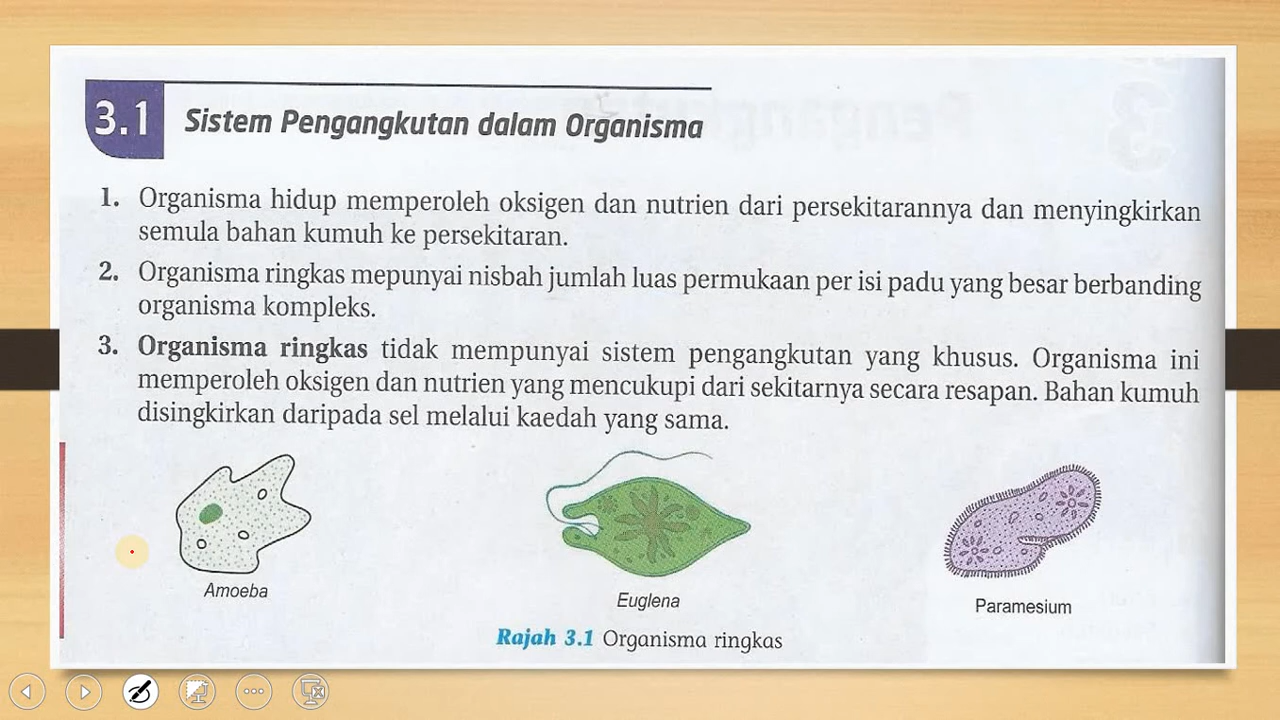 3.1 Sistem Pengangkutan dalam Organisma
1. Organisma hidup memperoleh oksigen dan nutrien dari persekitarannya dan menyingkirkan
semula bahan kumuh ke persekitaran.
2. Organisma ringkas mepunyai nisbah jumlah luas permukaan per isi padu yang besar berbanding
organisma kompleks.
3. Organisma ringkas tidak mempunyai sistem pengangkutan yang khusus. Organisma ini
memperoleh oksigen dan nutrien yang mencukupi dari sekitarnya secara resapan. Bahan kumuh
disingkirkan daripada sel melalui kaedah yang sama.
Amoeba
Euglena
Paramesium
Rajah 3.1 Organisma ringkas